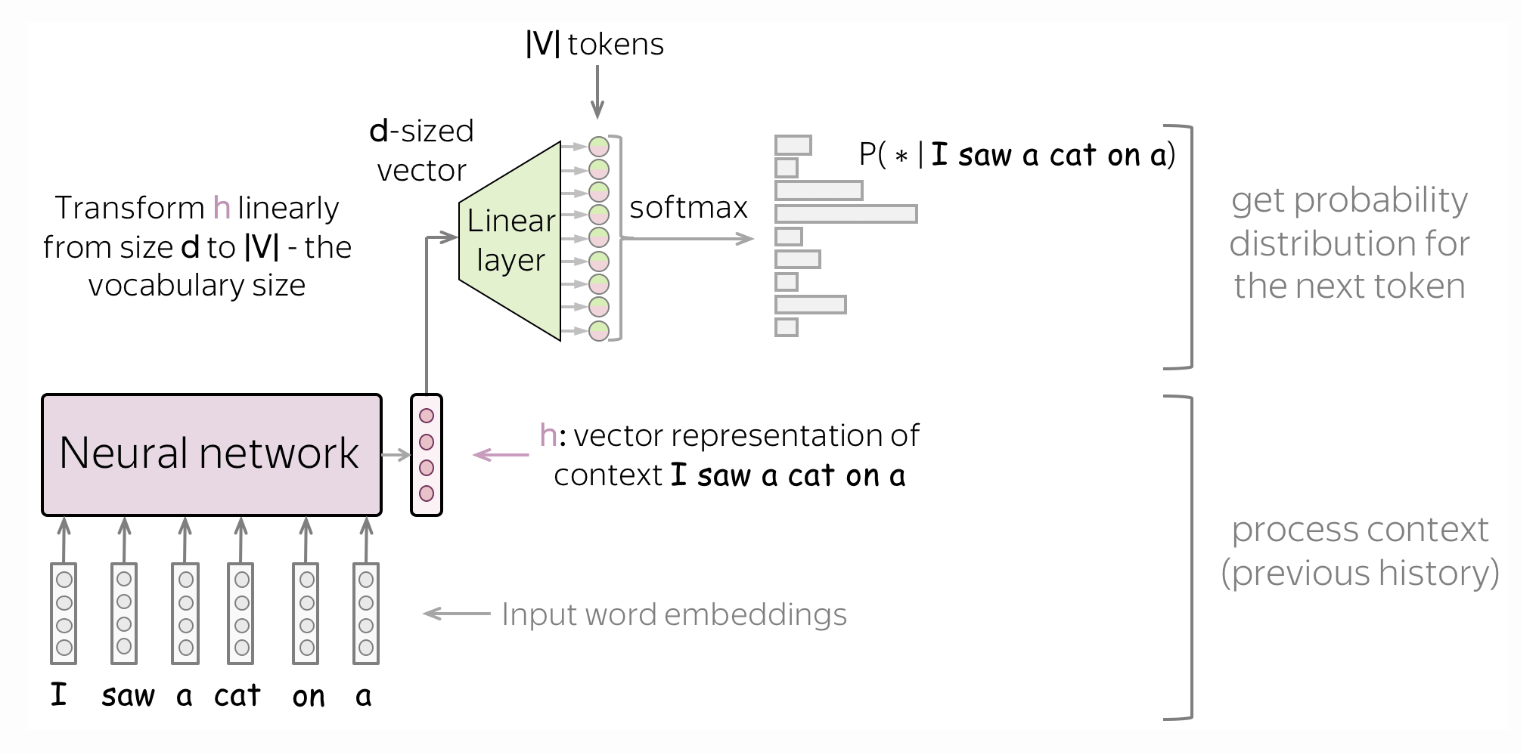 |V| tokens
d-sized
vector
P( * | I saw a cat on a)
Transform h linearly
from size d to |V| - the
vocabulary size
Linear
layer
softmax
get probability
distribution for
the next token
Neural network
h: vector representation of
context I saw a cat on a
process context
(previous history)
Input word embeddings
I saw a cat on a